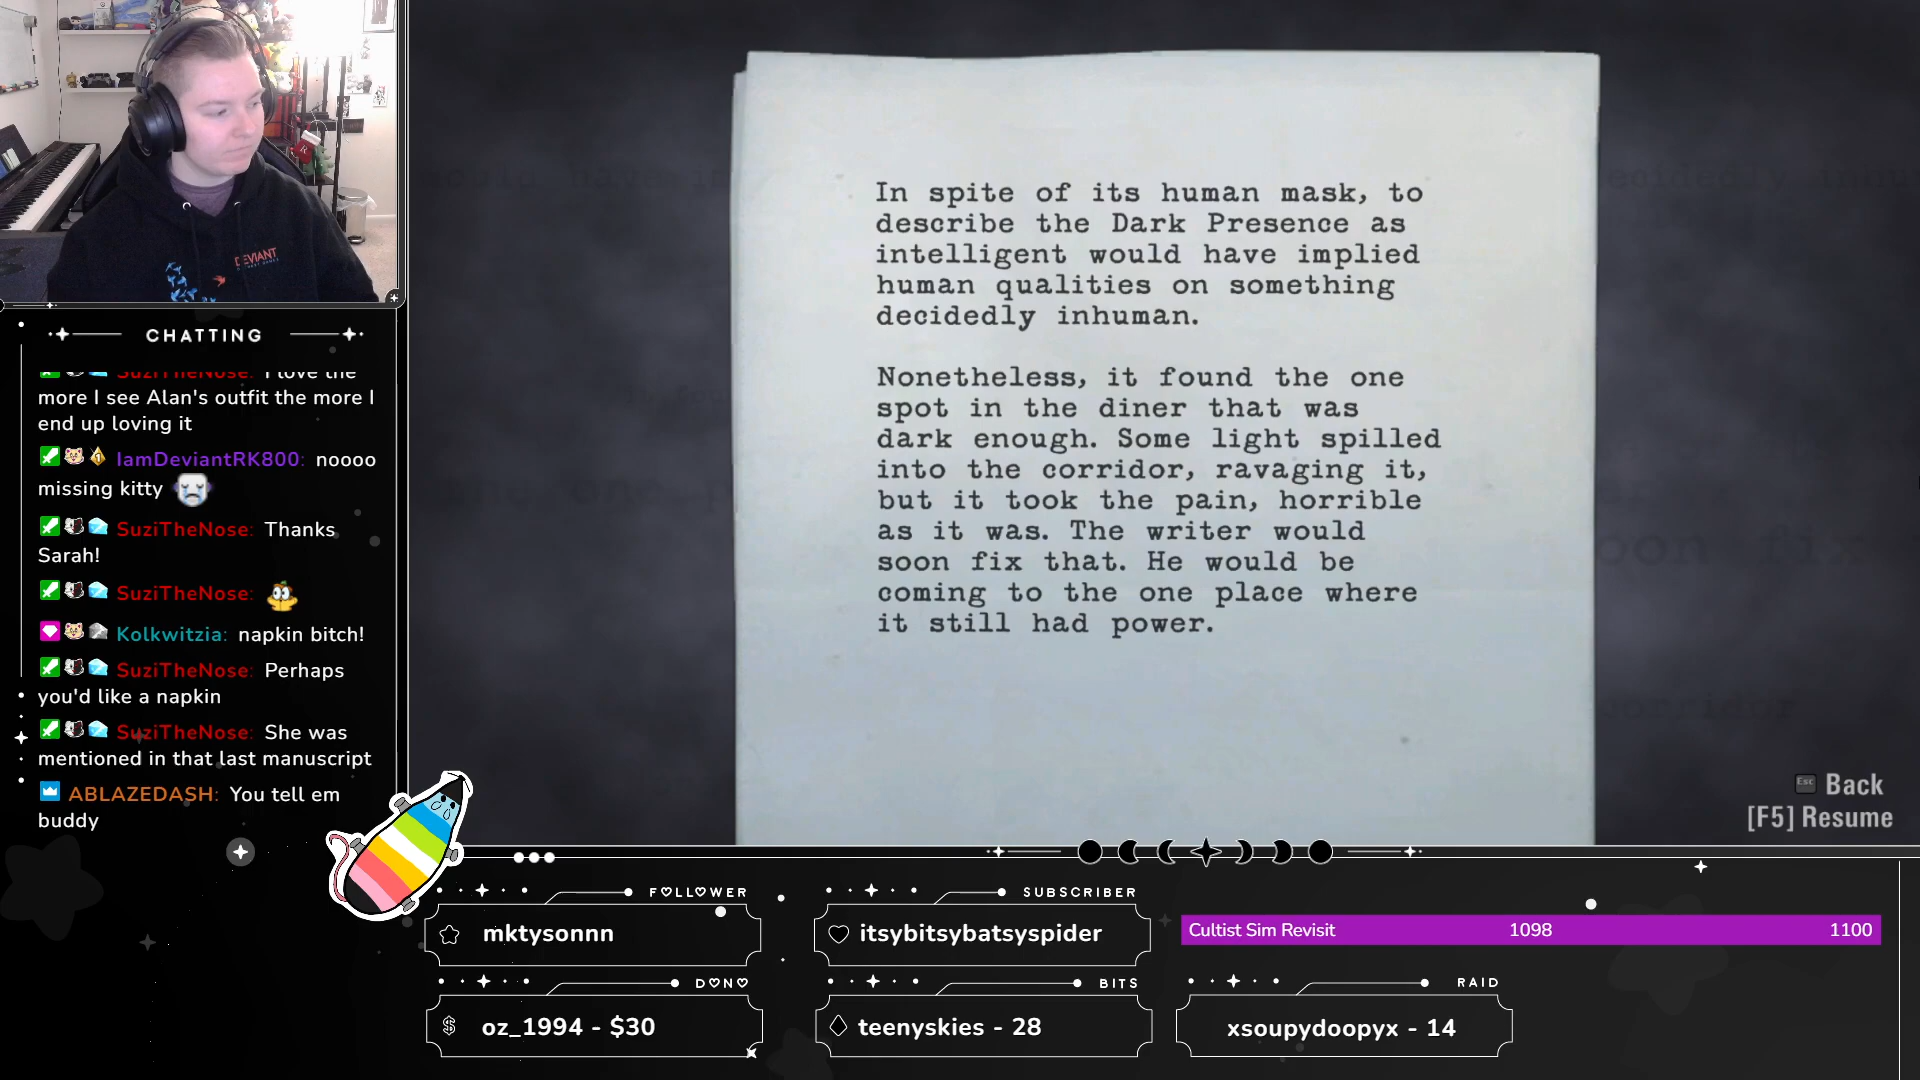 In spite of its human mask, to
describe the Dark Presence as
intelligent would have implied
human qualities on something
decidedly inhuman.
Nonetheless, it found the one
spot in the diner that was
dark enough. Some light spilled
into the corridor, ravaging it,
but it took the pain, horrible
as it was. The writer would
soon fix that. He would be
coming to the one place where
it still had power.
Esc Back
[F5] Resume
DEVIANT
CHATTING
SuziTheNose: I love the
more I see Alan's outfit the more I
end up loving it
IamDeviantRK800: noooo
missing kitty
SuziTheNose: Thanks
Sarah!
SuziTheNose:
Kolkwitzia: napkin bitch!
SuziTheNose: Perhaps
you'd like a napkin
SuziTheNose: She was
mentioned in that last manuscript
ABLAZEDASH: You tell em
buddy
FOLLOWER
mktysonnn
SUBSCRIBER
itsybitsybatsyspider
Cultist Sim Revisit 1098 1100
DONO
oz_1994 - $30
BITS
teenyskies - 28
RAID
xsoupydoopyx - 14